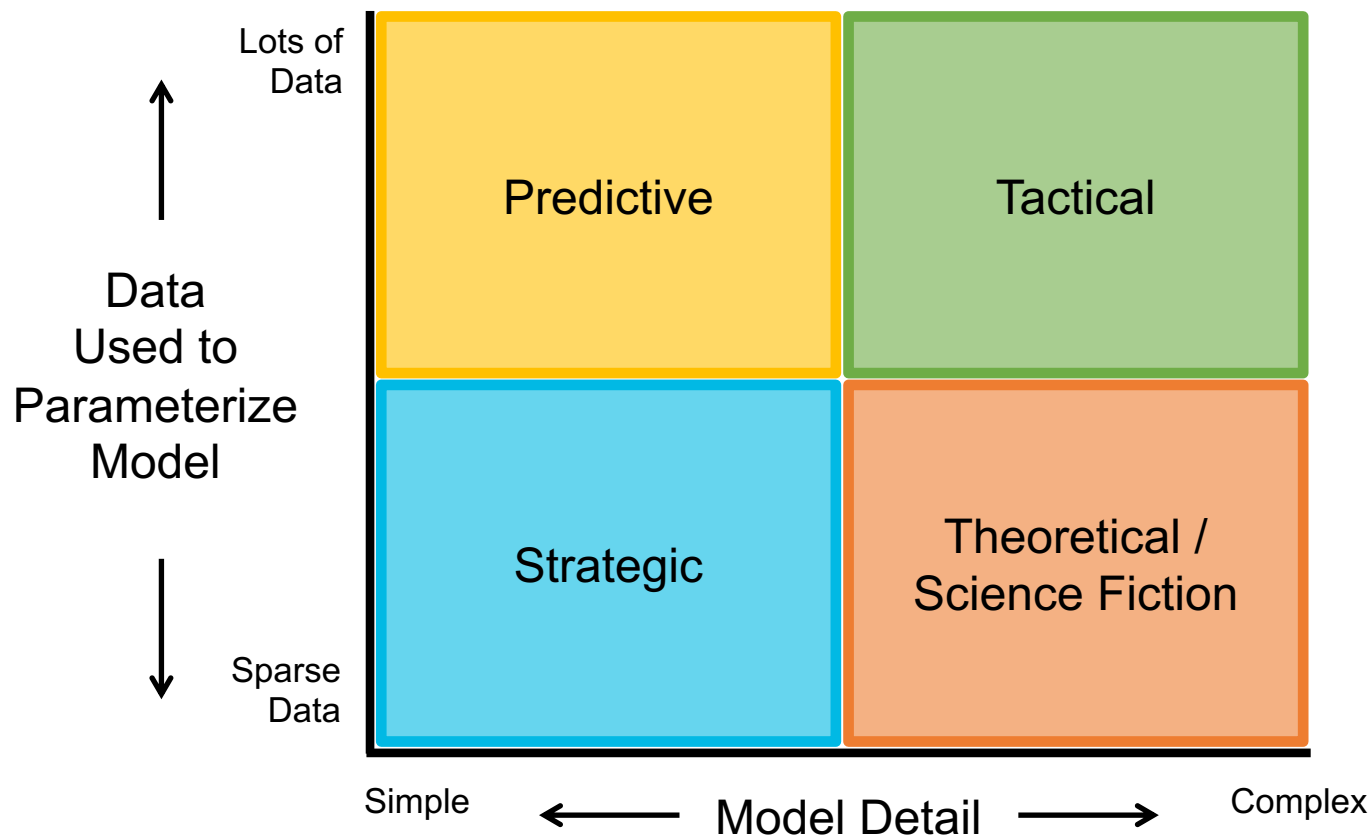 Lots of
Data
Predictive
Tactical
Data
Used to
Parameterize
Model
Strategic
Theoretical /
Science Fiction
Sparse
Data
Simple
Model Detail
Complex